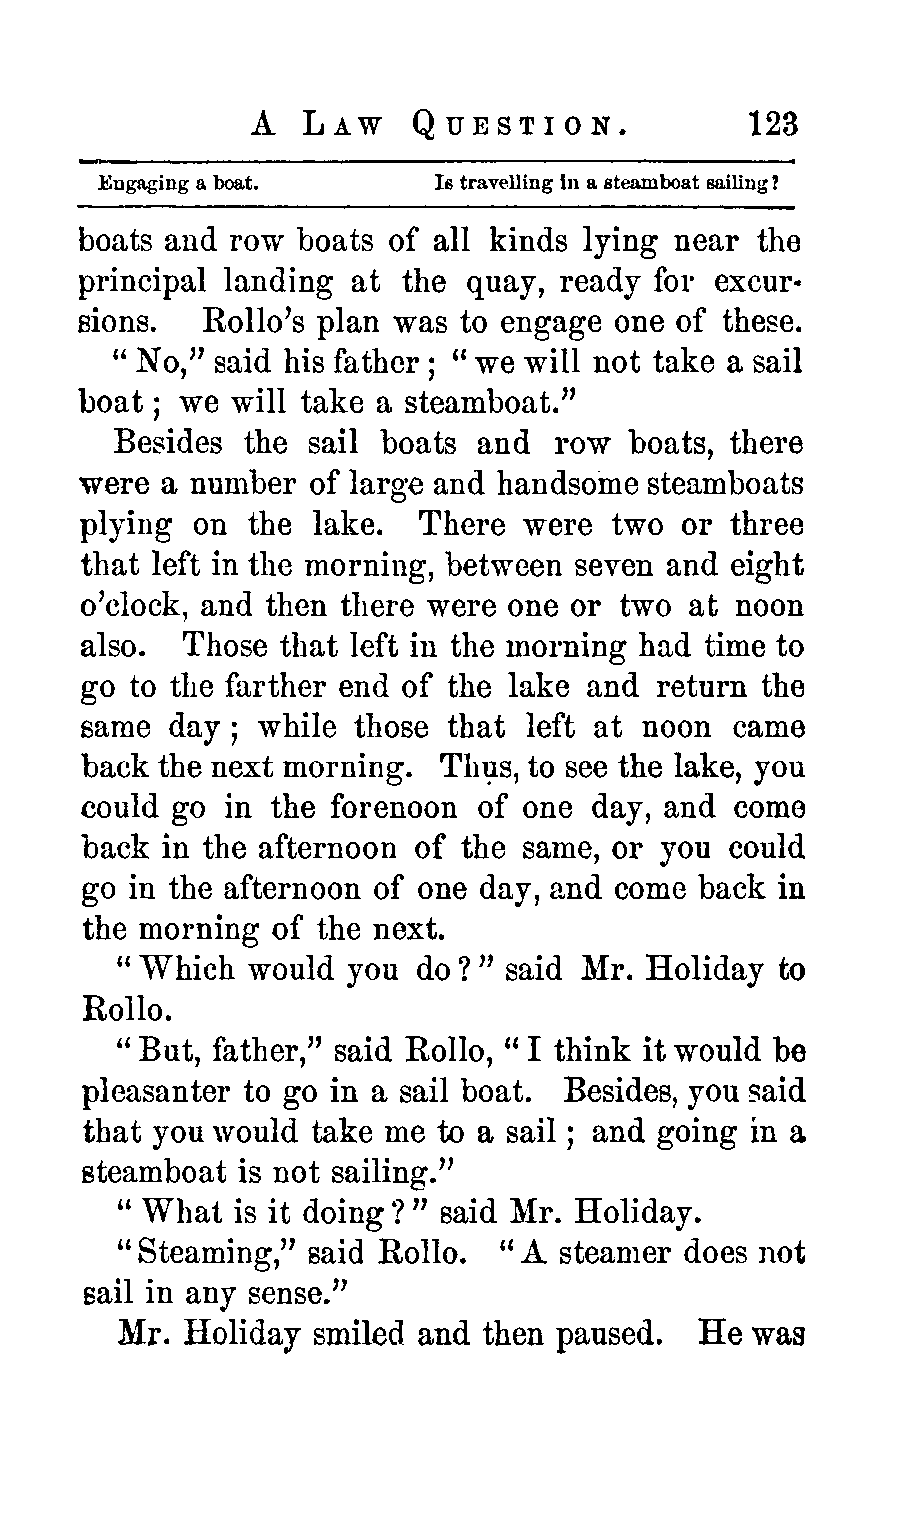 A LAW QUESTION. 123
Engaging a boat. Is travelling in a steamboat sailing?
boats and row boats of all kinds lying near the
principal landing at the quay, ready for excur-
sions. Rollo's plan was to engage one of these.
“ No,” said his father ; “ we will not take a sail
boat ; we will take a steamboat.”
Besides the sail boats and row boats, there
were a number of large and handsome steamboats
plying on the lake. There were two or three
that left in the morning, between seven and eight
o'clock, and then there were one or two at noon
also. Those that left in the morning had time to
go to the farther end of the lake and return the
same day ; while those that left at noon came
back the next morning. Thus, to see the lake, you
could go in the forenoon of one day, and come
back in the afternoon of the same, or you could
go in the afternoon of one day, and come back in
the morning of the next.
“ Which would you do ? ” said Mr. Holiday to
Rollo.
“ But, father,” said Rollo, “ I think it would be
pleasanter to go in a sail boat. Besides, you said
that you would take me to a sail ; and going in a
steamboat is not sailing.”
“ What is it doing ? ” said Mr. Holiday.
“ Steaming,” said Rollo. “ A steamer does not
sail in any sense.”
Mr. Holiday smiled and then paused. He was